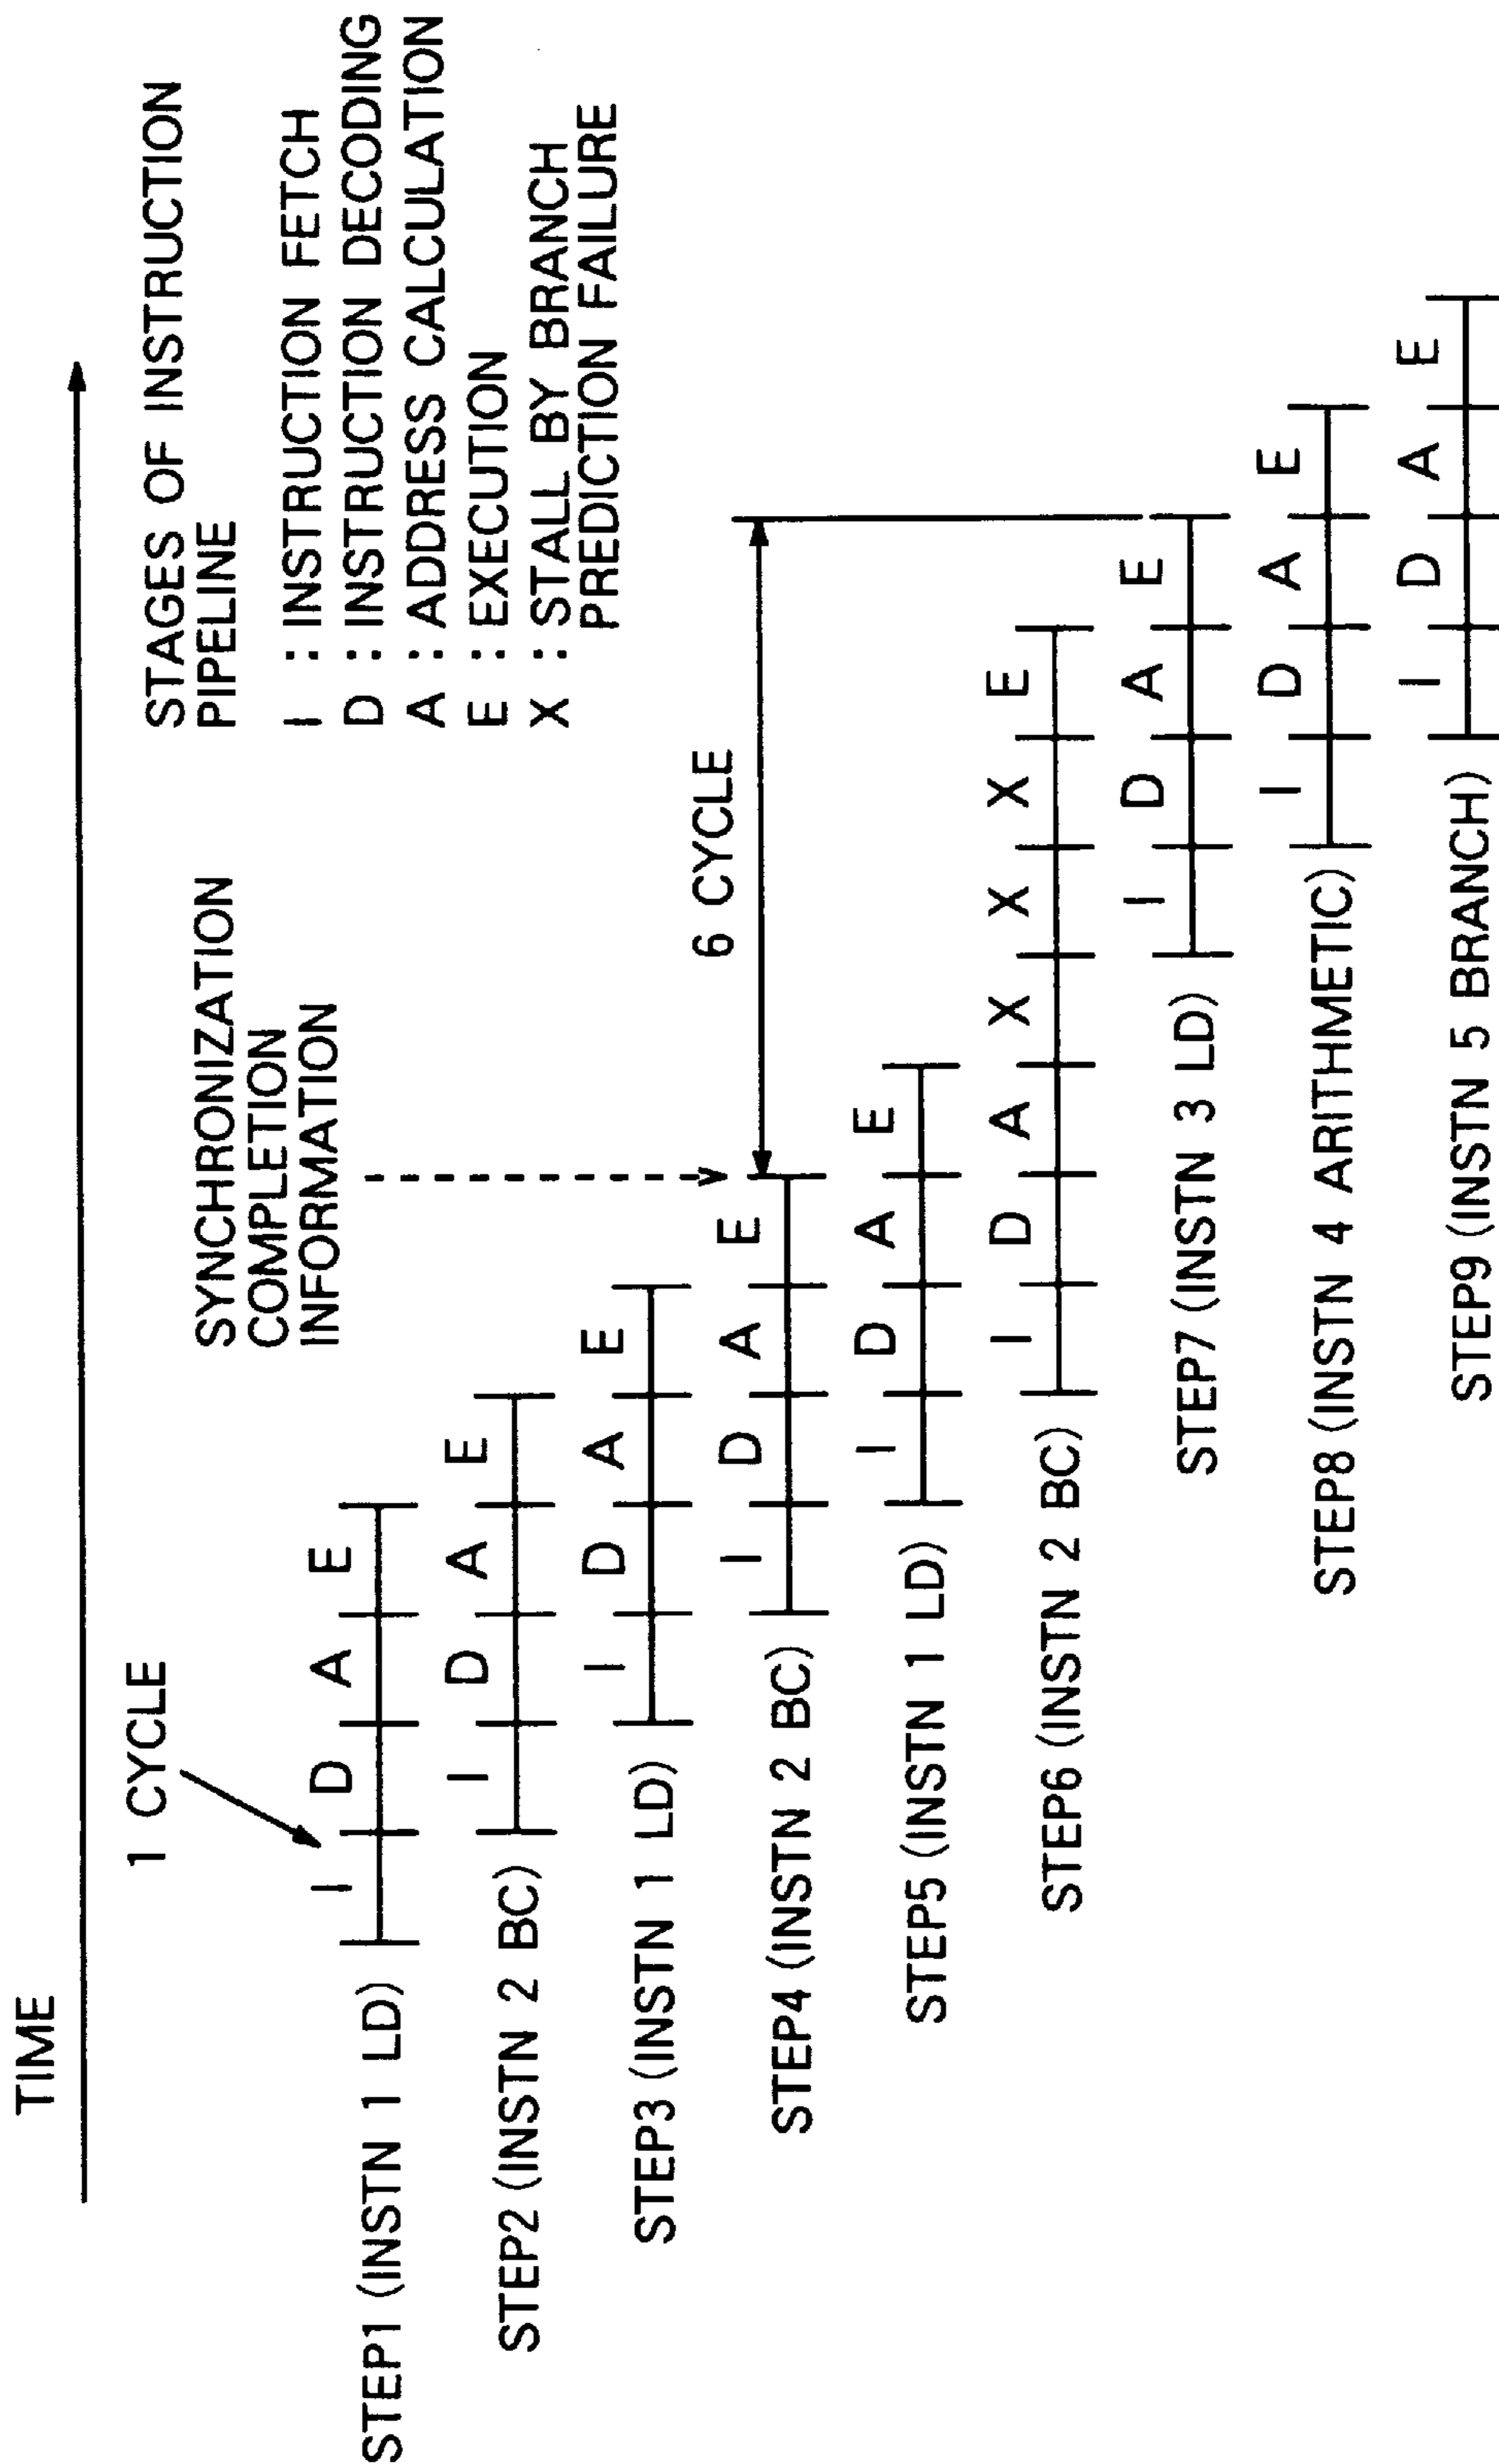 TIME
1 CYCLE
SYNCHRONIZATION
COMPLETION
INFORMATION
STAGES OF INSTRUCTION
PIPELINE
I : INSTRUCTION FETCH
D : INSTRUCTION DECODING
A : ADDRESS CALCULATION
E : EXECUTION
X : STALL BY BRANCH
PREDICTION FAILURE
6 CYCLE
STEP1 (INSTN 1 LD) I D A E
STEP2 (INSTN 2 BC) I D A E
STEP3 (INSTN 1 LD) I D A E
STEP4 (INSTN 2 BC) I D A E
STEP5 (INSTN 1 LD) I D A E
STEP6 (INSTN 2 BC) I D A X X X E
STEP7 (INSTN 3 LD) I D A E
STEP8 (INSTN 4 ARITHMETIC) I D A E
STEP9 (INSTN 5 BRANCH) I D A E